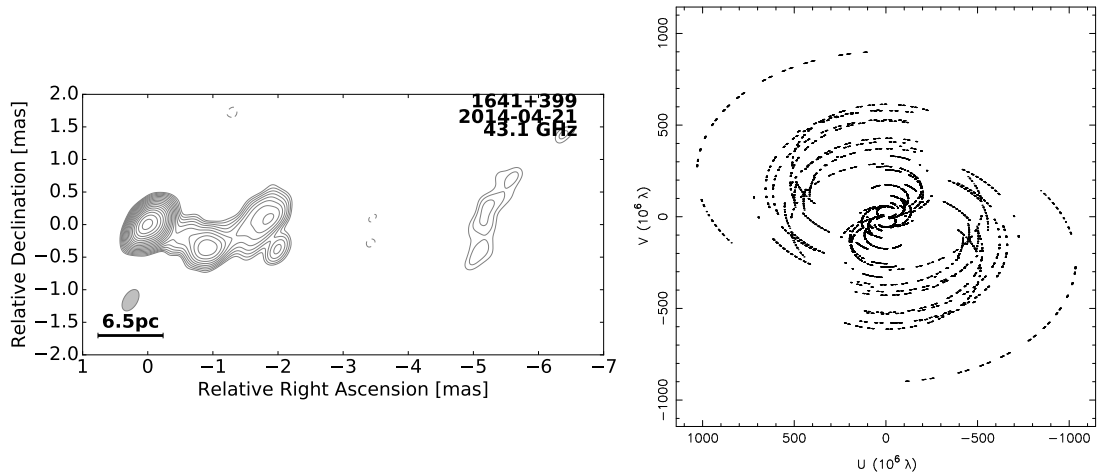 1641+399
2014-04-21
43.1 GHz
6.5pc
Relative Declination [mas]
2.0
1.5
1.0
0.5
0.0
−0.5
−1.0
−1.5
−2.0
1 0 −1 −2 −3 −4 −5 −6 −7
Relative Right Ascension [mas]
V (10⁶ λ)
1000
500
0
−500
−1000
1000 500 0 −500 −1000
U (10⁶ λ)